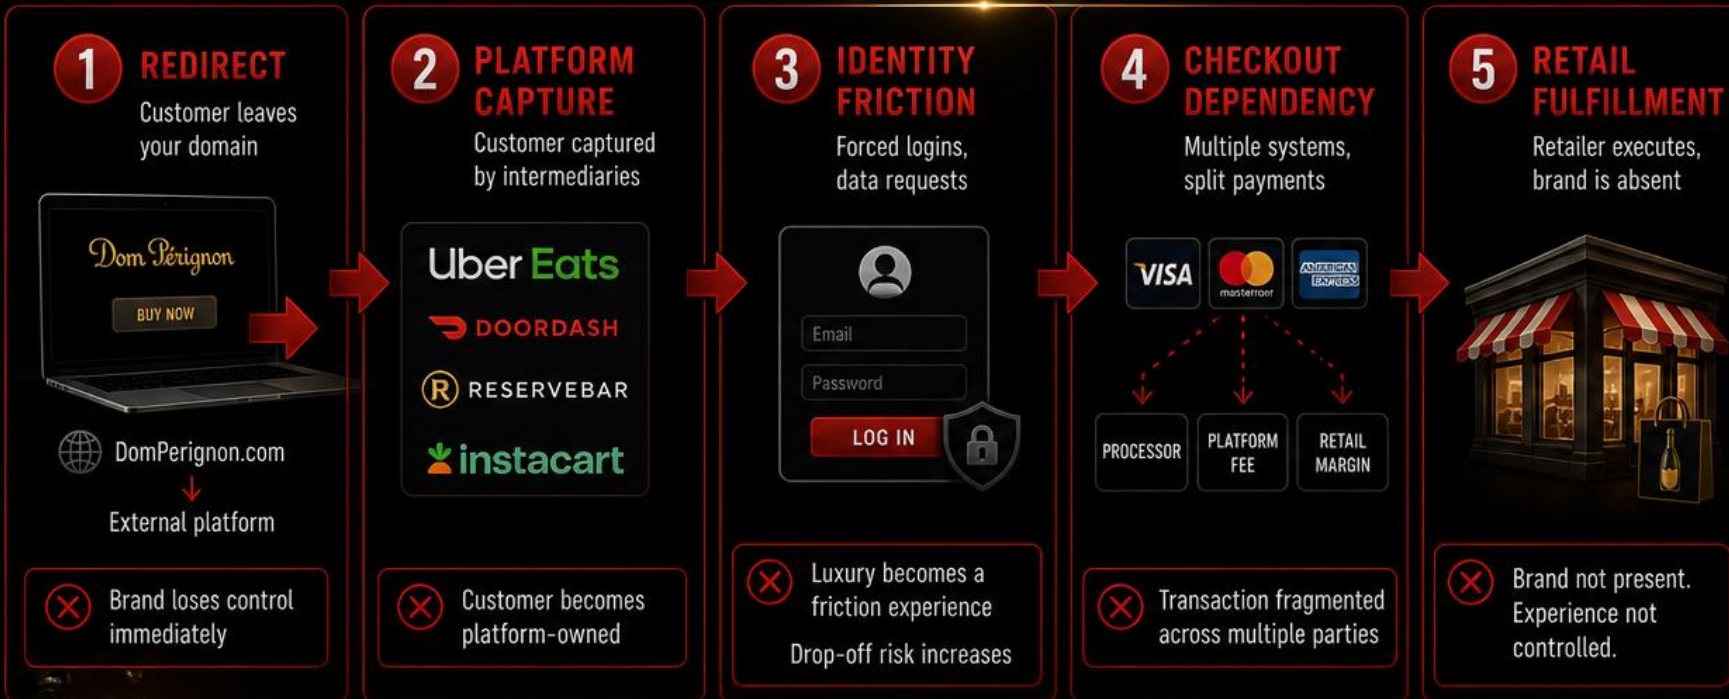 1 REDIRECT
Customer leaves
your domain
Dom Pérignon
BUY NOW
DomPerignon.com
External platform
Brand loses control
immediately
2 PLATFORM
CAPTURE
Customer captured
by intermediaries
Uber Eats
DOORDASH
R RESERVEBAR
instacart
Customer becomes
platform-owned
3 IDENTITY
FRICTION
Forced logins,
data requests
Email
Password
LOG IN
Luxury becomes a
friction experience
Drop-off risk increases
4 CHECKOUT
DEPENDENCY
Multiple systems,
split payments
VISA
AMERICAN
EXPRESS
PROCESSOR
PLATFORM
FEE
RETAIL
MARGIN
Transaction fragmented
across multiple parties
5 RETAIL
FULFILLMENT
Retailer executes,
brand is absent
Brand not present.
Experience not
controlled.